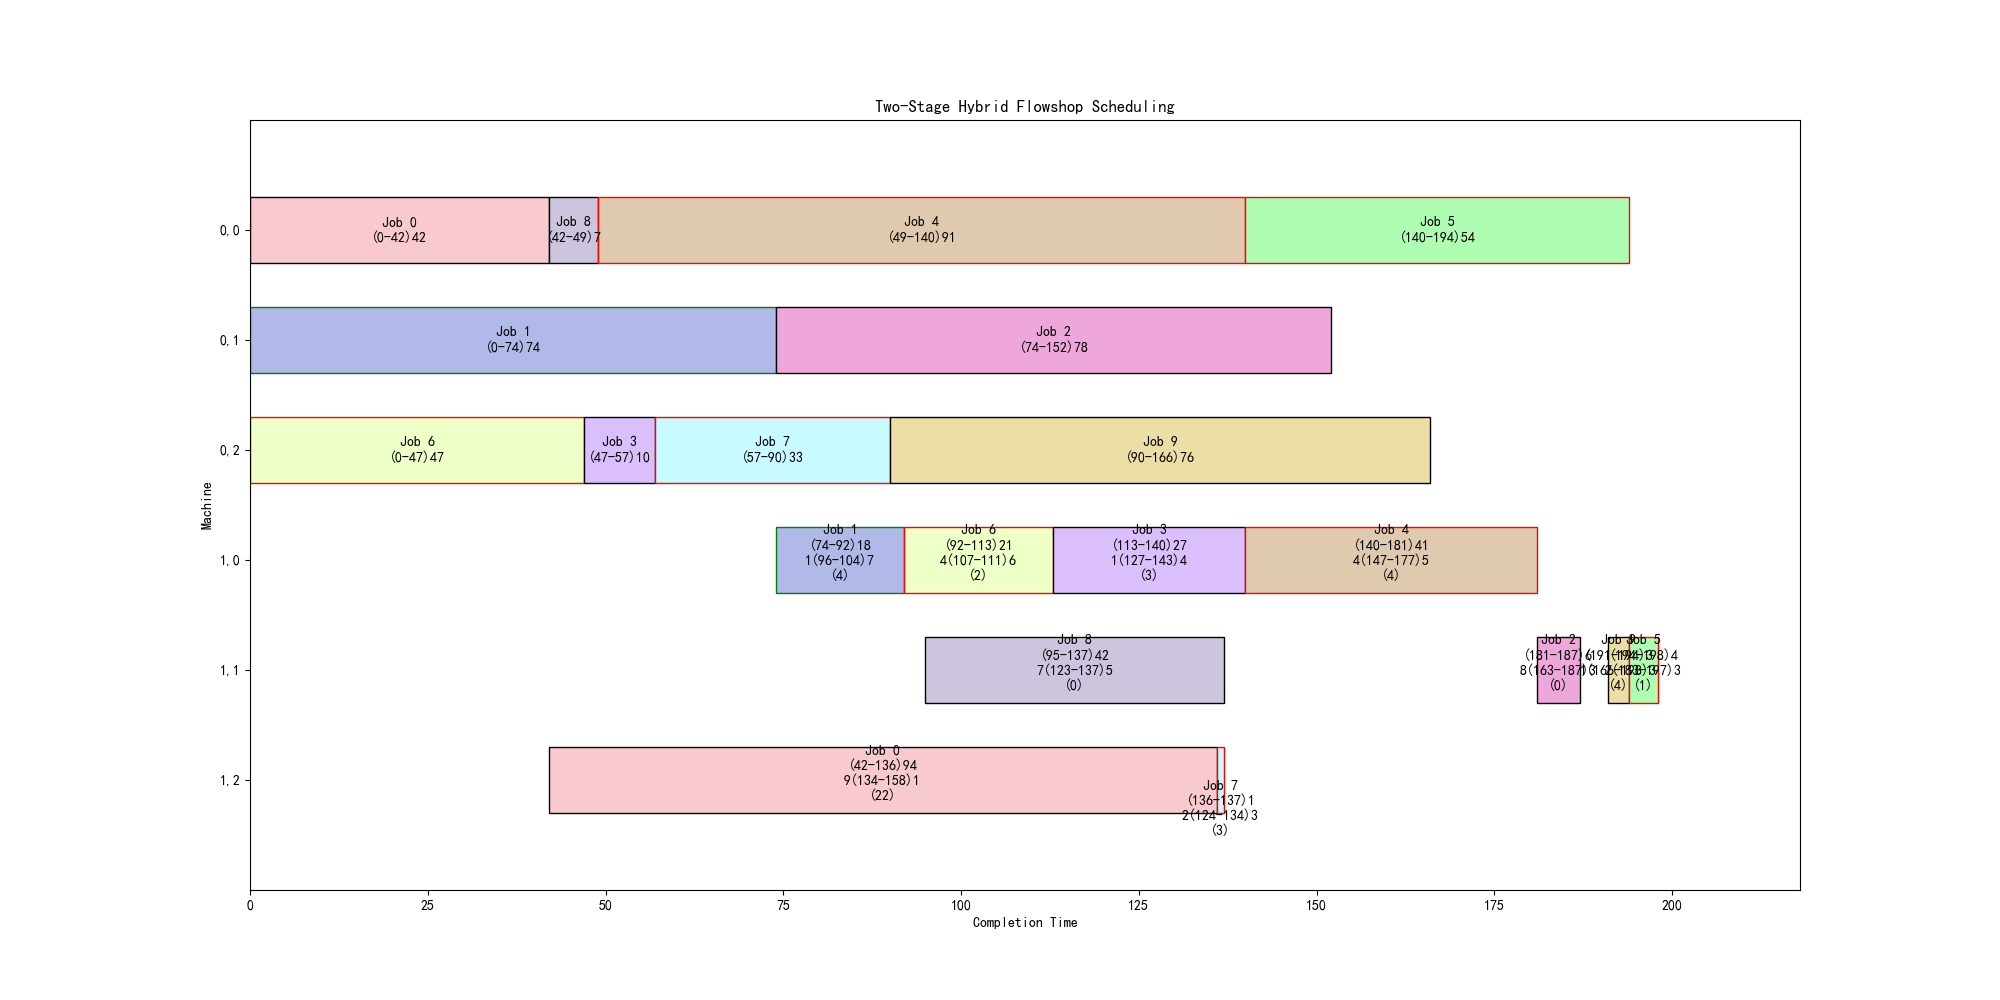 Two-Stage Hybrid Flowshop Scheduling
0,0
Job 0
(0-42)42
Job 8
(42-49)7
Job 4
(49-140)91
Job 5
(140-194)54
0,1
Job 1
(0-74)74
Job 2
(74-152)78
0,2
Job 6
(0-47)47
Job 3
(47-57)10
Job 7
(57-90)33
Job 9
(90-166)76
Machine
1,0
Job 1
(74-92)18
1(96-104)7
(4)
Job 6
(92-113)21
4(107-111)6
(2)
Job 3
(113-140)27
1(127-143)4
(3)
Job 4
(140-181)41
4(147-177)5
(4)
1,1
Job 8
(95-137)42
7(123-137)5
(0)
Job 2
(181-187)6
8(163-187)3
(0)
Job 9
(191-194)3
(4)
Job 5
(194-198)4
(1)
1,2
Job 0
(42-136)94
9(134-158)1
(22)
Job 7
(136-137)1
2(124-134)3
(3)
0
25
50
75
100
125
150
175
200
Completion Time